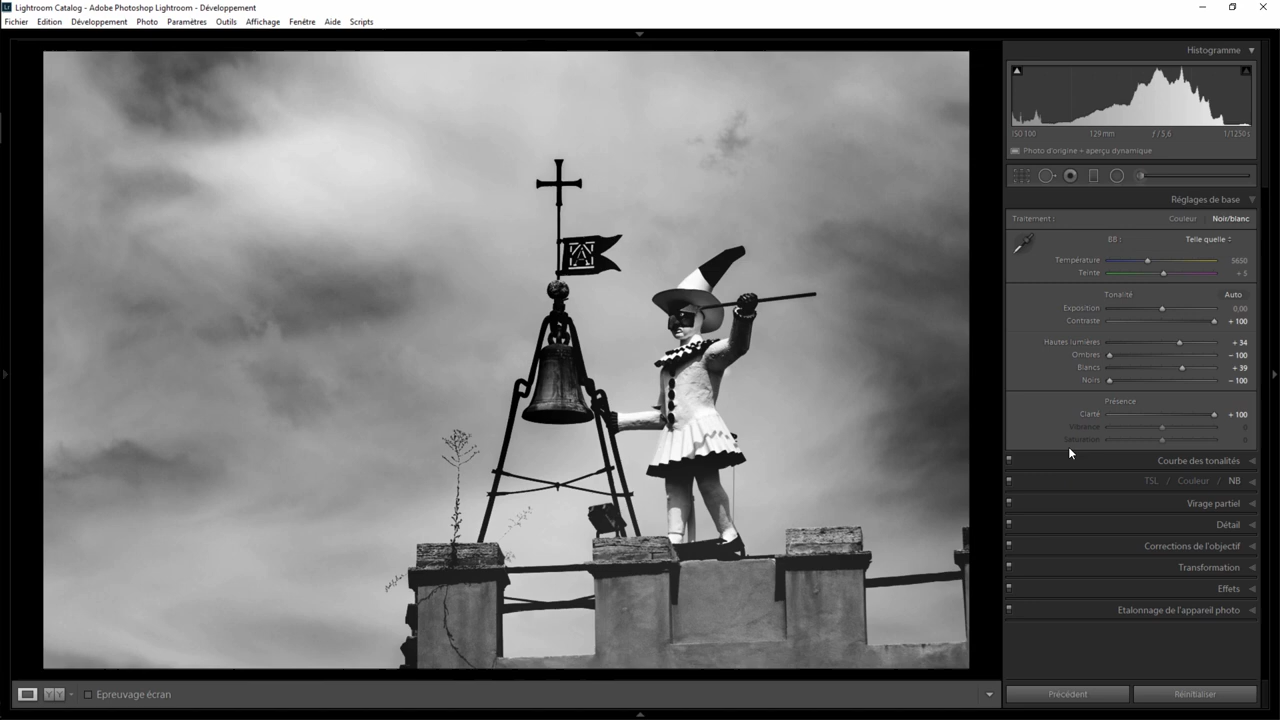 Lightroom Catalog - Adobe Photoshop Lightroom - Développement
Fichier Edition Développement Photo Paramètres Outils Affichage Fenêtre Aide Scripts
Histogramme
ISO 100 129 mm ƒ / 5,6 1/1250 s
Photo d'origine + aperçu dynamique
Réglages de base
Traitement : Couleur Noir/blanc
BB : Telle quelle
Température 5650
Teinte + 5
Tonalité Auto
Exposition 0,00
Contraste + 100
Hautes lumières + 34
Ombres − 100
Blancs + 39
Noirs − 100
Présence
Clarté + 100
Vibrance 0
Saturation 0
Courbe des tonalités
TSL / Couleur / NB
Virage partiel
Détail
Corrections de l'objectif
Transformation
Effets
Etalonnage de l'appareil photo
Epreuvage écran
Précédent Réinitialiser